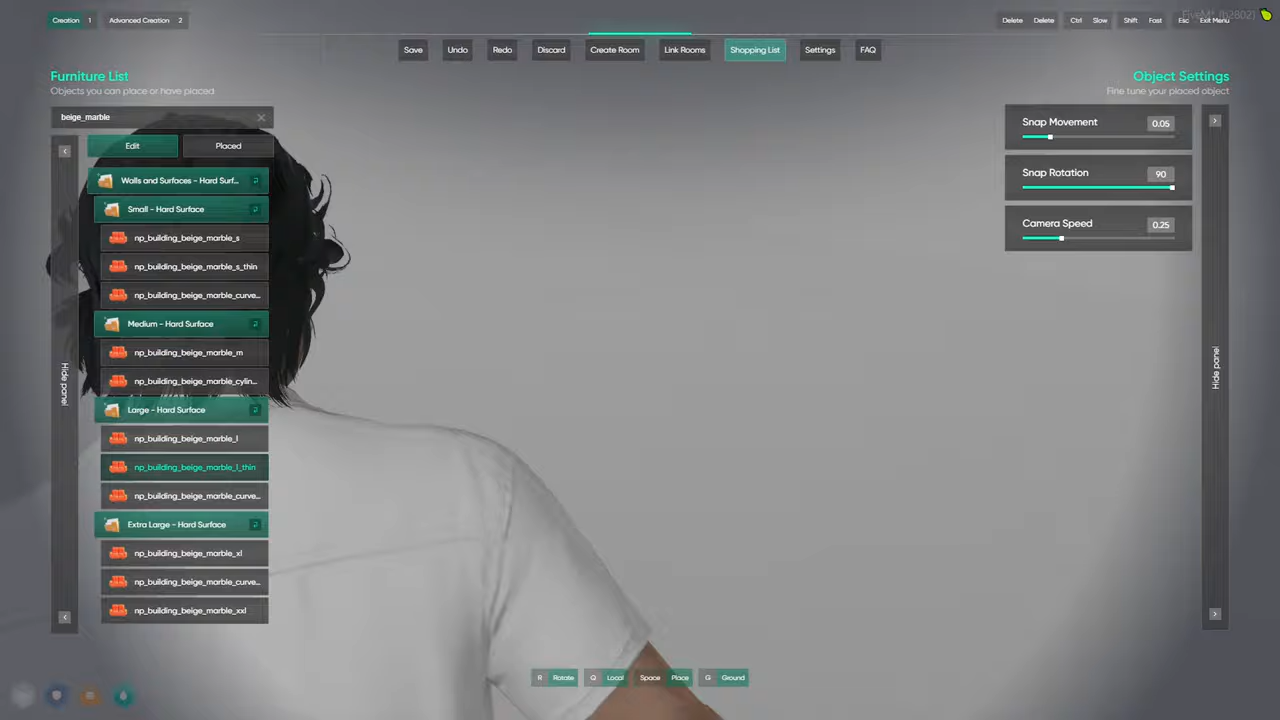 Creation 1 Advanced Creation 2
Delete Delete Ctrl Slow Shift Fast Esc Exit Menu
Save Undo Redo Discard Create Room Link Rooms Shopping List Settings FAQ
Furniture List
Objects you can place or have placed
beige_marble
Edit Placed
Walls and Surfaces - Hard Surf...
Small - Hard Surface
np_building_beige_marble_s
np_building_beige_marble_s_thin
np_building_beige_marble_curve...
Medium - Hard Surface
np_building_beige_marble_m
np_building_beige_marble_cylin...
Large - Hard Surface
np_building_beige_marble_l
np_building_beige_marble_l_thin
np_building_beige_marble_curve...
Extra Large - Hard Surface
np_building_beige_marble_xl
np_building_beige_marble_curve...
np_building_beige_marble_xxl
Hide panel
Object Settings
Fine tune your placed object
Snap Movement 0.05
Snap Rotation 90
Camera Speed 0.25
Hide panel
R Rotate Q Local Space Place G Ground